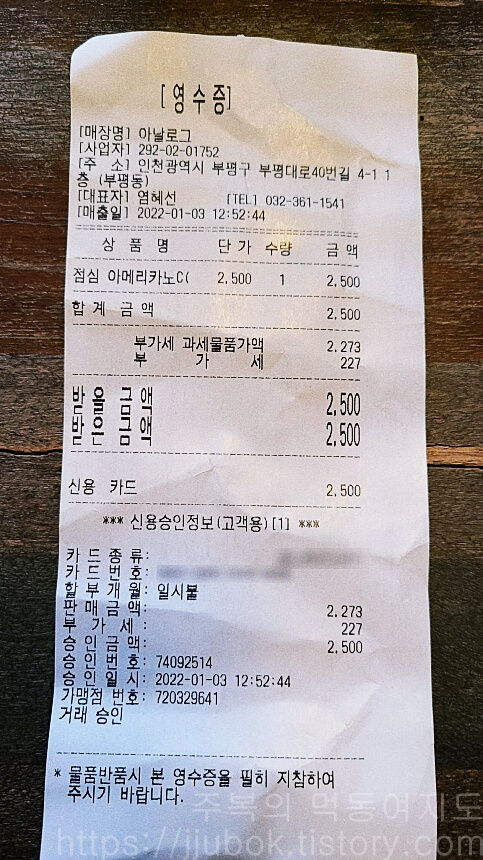 [영수증]
[매장명] 아날로그
[사업자] 292-02-01752
[주 소] 인천광역시 부평구 부평대로40번길 4-1 1
층 (부평동)
[대표자] 염혜선 [TEL] 032-361-1541
[매출일] 2022-01-03 12:52:44
상 품 명 단 가 수량 금 액
점심 아메리카노C( 2,500 1 2,500
합 계 금 액 2,500
부가세 과세물품가액 2,273
부 가 세 227
받을 금액 2,500
받은 금액 2,500
신용 카드 2,500
*** 신용승인정보(고객용)[1] ***
카 드 종 류:
카 드 번 호:
할 부 개 월: 일시불
판 매 금 액: 2,273
부 가 세 : 227
승 인 금 액: 2,500
승 인 번 호: 74092514
승 인 일 시: 2022-01-03 12:52:44
가맹점 번호: 720329641
거래 승인
* 물품반품시 본 영수증을 필히 지참하여
주시기 바랍니다.
주복의 먹동여지도
https://jjubok.tistory.com